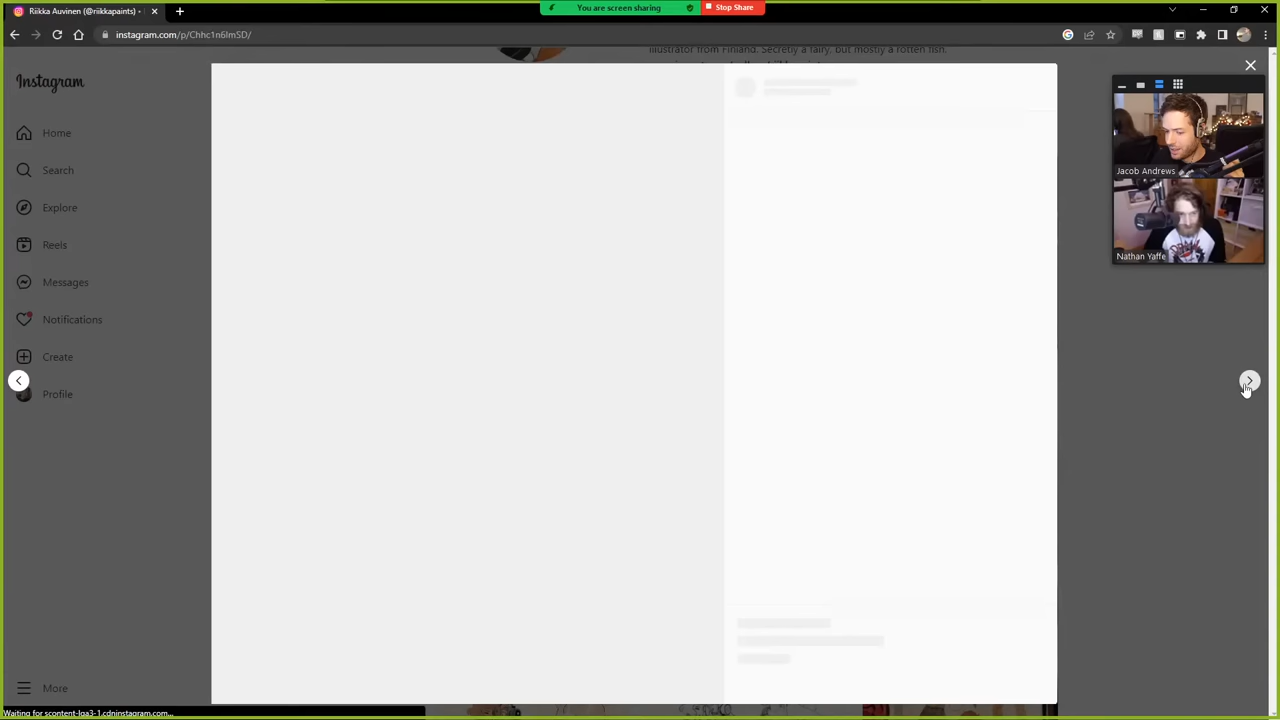 Riikka Auvinen (@riikkapaints) •
You are screen sharing
Stop Share
instagram.com/p/Chhc1n6ImSD/
illustrator from Finland. Secretly a fairy, but mostly a rotten fish.
Instagram
Home
Search
Explore
Reels
Messages
Notifications
Create
Profile
More
Jacob Andrews
Nathan Yaffe
Waiting for scontent-lga3-1.cdninstagram.com...